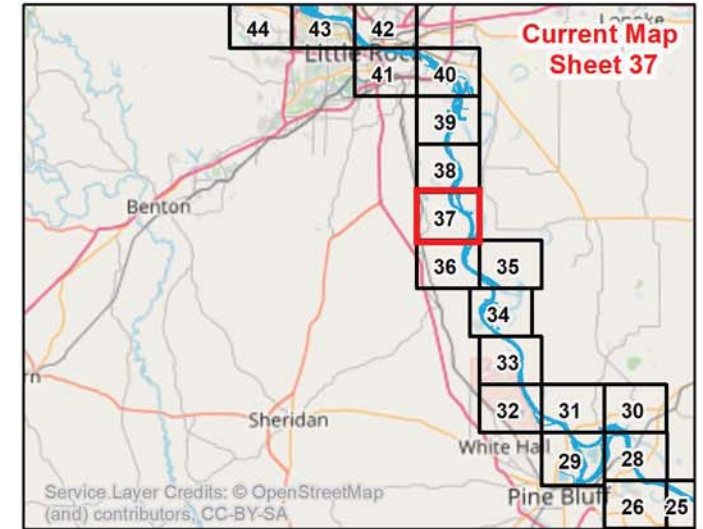 44 43 42
Current Map
Sheet 37
Little Rock
41 40
39
38
Benton
37
36 35
34
33
Sheridan
32 31 30
White Hall
29 28
Pine Bluff
26 25
Service Layer Credits: © OpenStreetMap
(and) contributors, CC-BY-SA